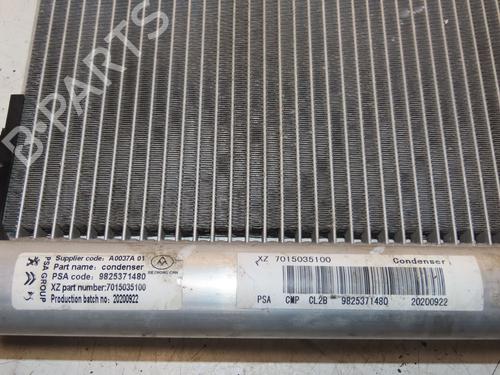 B-PARTS
PSA GROUP
Supplier code: A0037A 01
Part name: condenser
PSA code: 9825371480
XZ part number:7015035100
Production batch no: 20200922
XZ 7015035100 Condenser
PSA CMP CL2B 9825371480 20200922